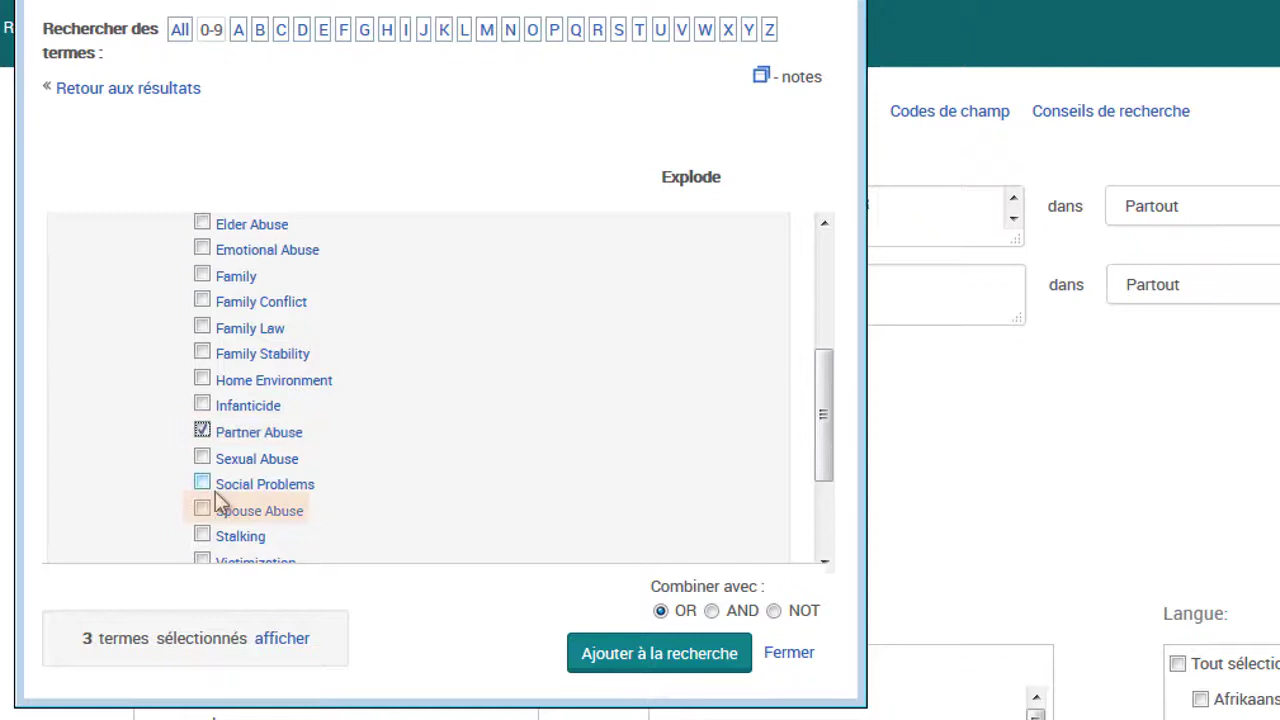 R
Rechercher des termes :
All 0-9 A B C D E F G H I J K L M N O P Q R S T U V W X Y Z
« Retour aux résultats
- notes
Codes de champ Conseils de recherche
Explode
dans Partout
dans Partout
Elder Abuse
Emotional Abuse
Family
Family Conflict
Family Law
Family Stability
Home Environment
Infanticide
Partner Abuse
Sexual Abuse
Social Problems
Spouse Abuse
Stalking
Victimization
Combiner avec :
OR AND NOT
3 termes sélectionnés afficher
Ajouter à la recherche Fermer
Langue:
Tout sélectio
Afrikaans